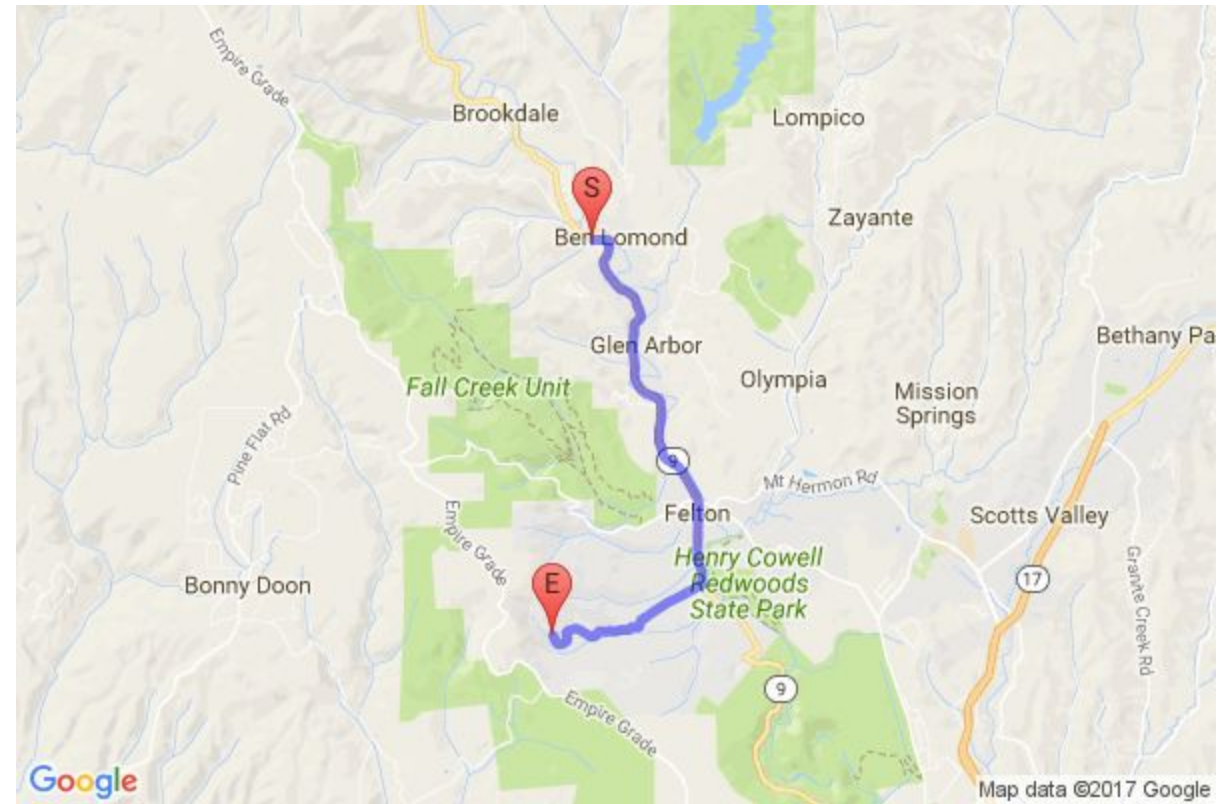 Empire Grade
Brookdale
Lompico
S
Zayante
Ben Lomond
Bethany Pa
Glen Arbor
Olympia
Fall Creek Unit
Mission
Springs
Pine Flat Rd
9
Mt Hermon Rd
Felton
Scotts Valley
Empire Grade
Henry Cowell
Redwoods
State Park
17
Granite Creek Rd
Bonny Doon
E
9
Empire Grade
Google
Map data ©2017 Google